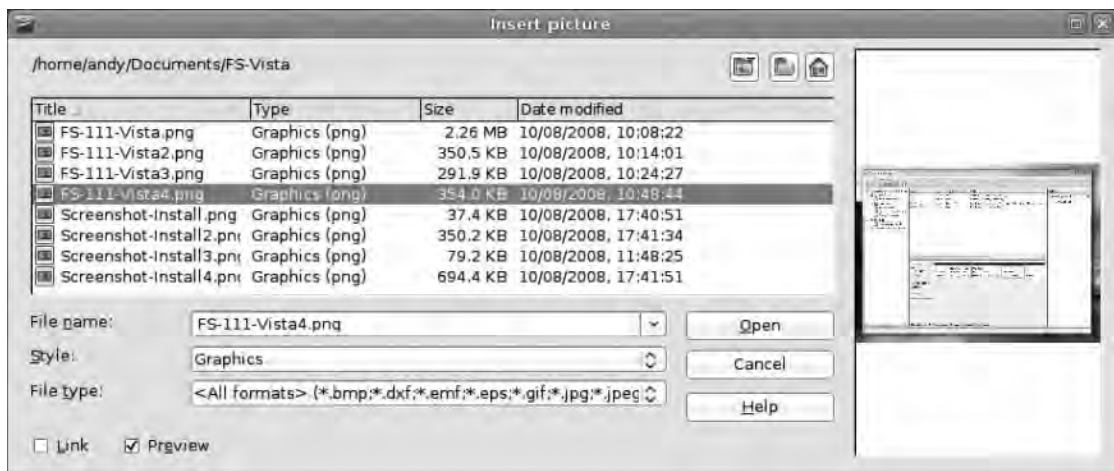 Insert picture
/home/andy/Documents/FS-Vista
Title Type Size Date modified
FS-111-Vista.png Graphics (png) 2.26 MB 10/08/2008, 10:08:22
FS-111-Vista2.png Graphics (png) 350.5 KB 10/08/2008, 10:14:01
FS-111-Vista3.png Graphics (png) 291.9 KB 10/08/2008, 10:24:27
FS-111-Vista4.png Graphics (png) 354.0 KB 10/08/2008, 10:48:44
Screenshot-Install.png Graphics (png) 37.4 KB 10/08/2008, 17:40:51
Screenshot-Install2.pn Graphics (png) 350.2 KB 10/08/2008, 17:41:34
Screenshot-Install3.pn Graphics (png) 79.2 KB 10/08/2008, 11:48:25
Screenshot-Install4.pn Graphics (png) 694.4 KB 10/08/2008, 17:41:51
File name: FS-111-Vista4.png Open
Style: Graphics Cancel
File type: <All formats> (*.bmp;*.dxf;*.emf;*.eps;*.gif;*.jpg;*.jpeg
Help
Link Preview